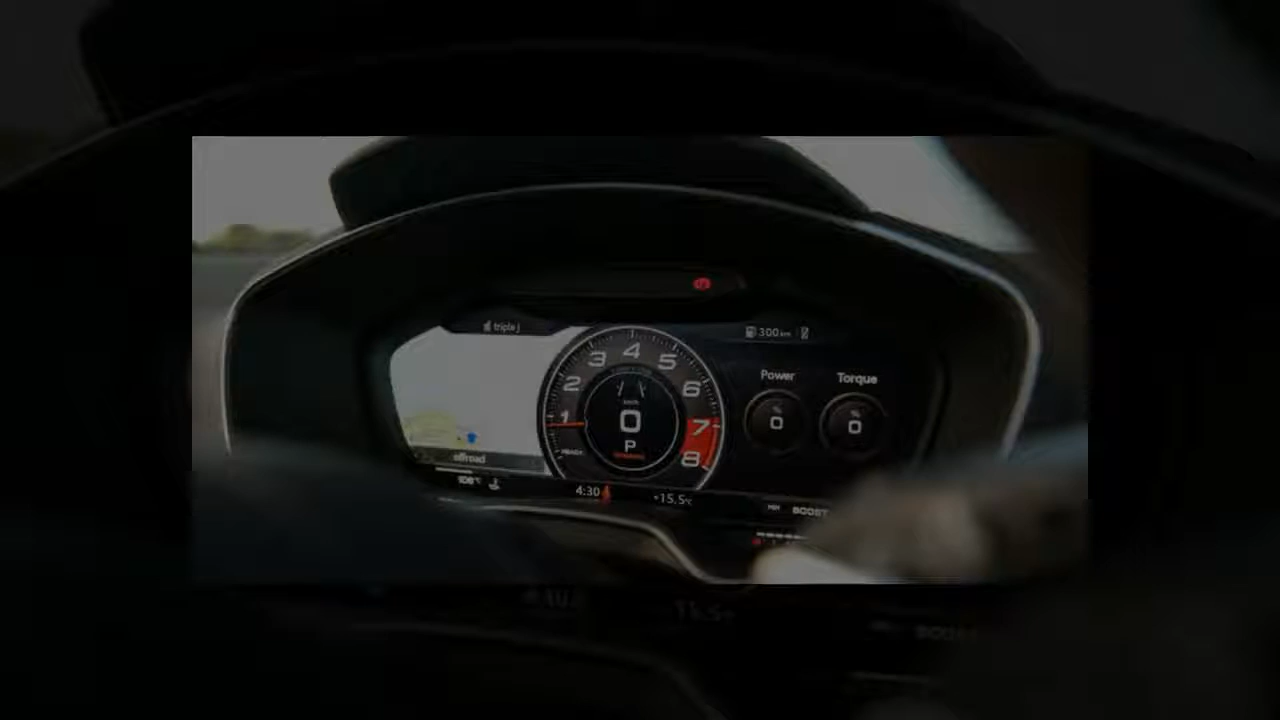 triple j
300 km
Power
Torque
1 2 3 4 5 6 7 8
0
P
%
0
%
0
READY
offroad
4:30
+15.5°C
BOOST